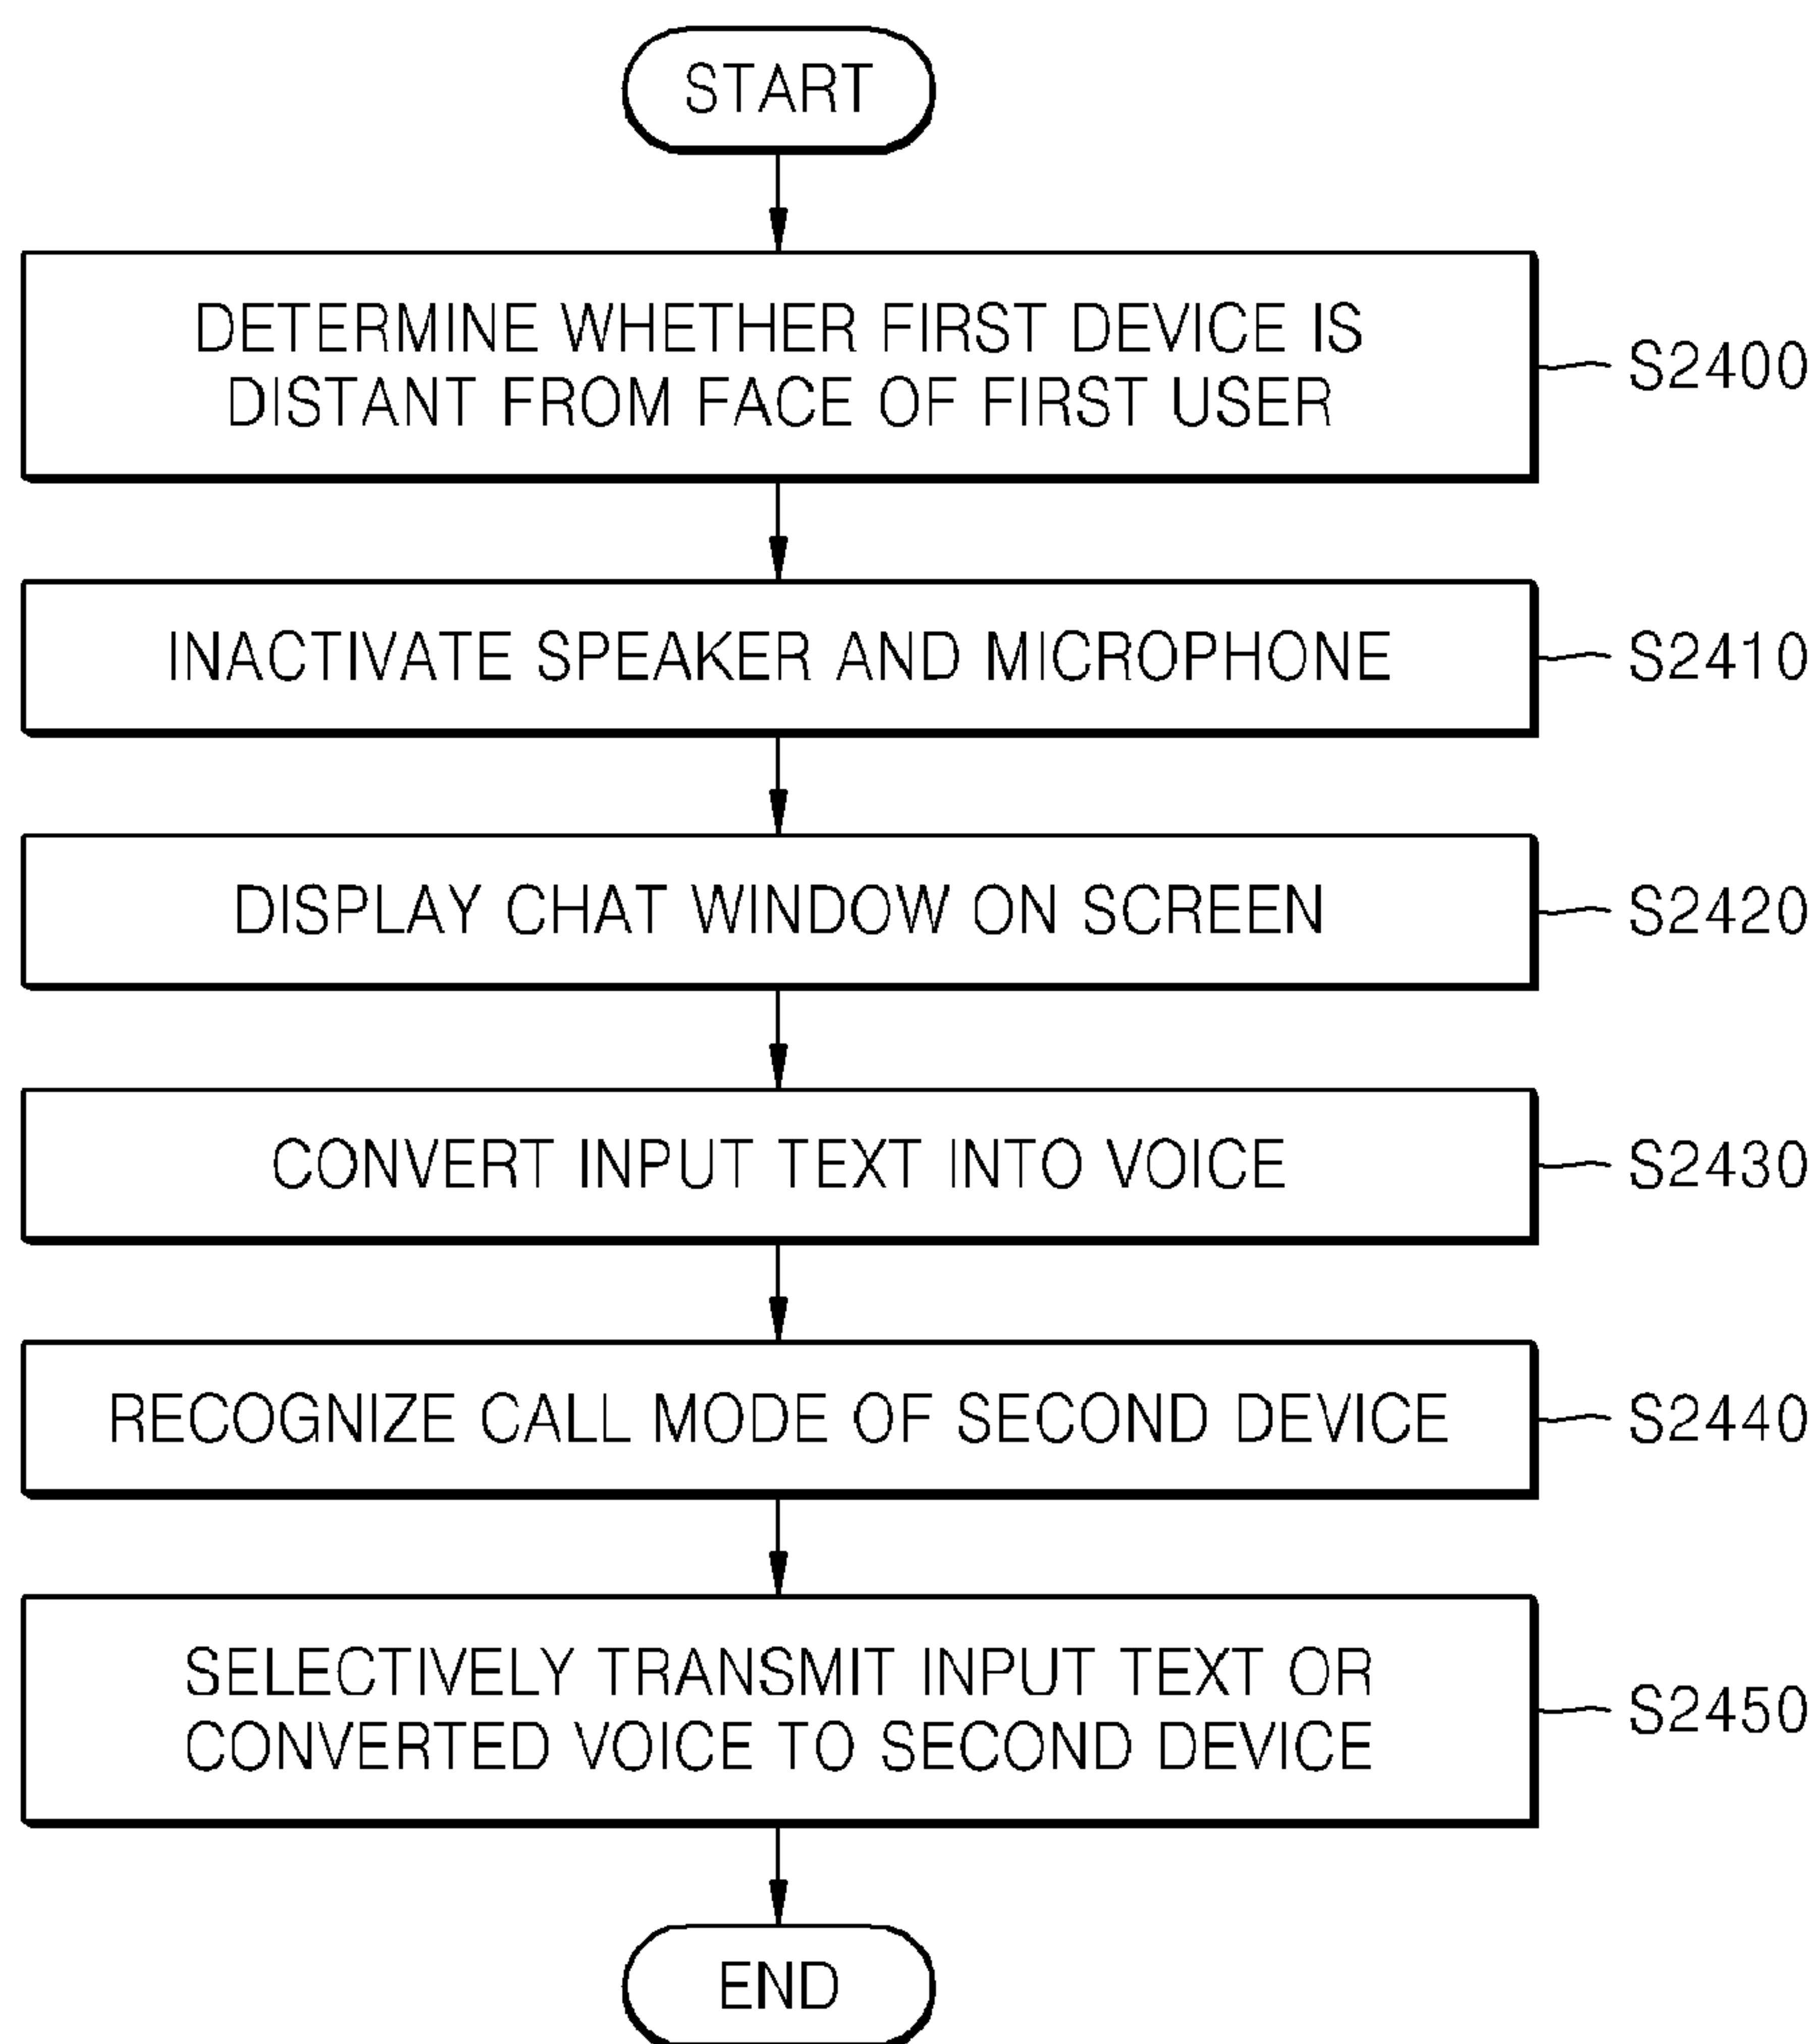 START
DETERMINE WHETHER FIRST DEVICE IS
DISTANT FROM FACE OF FIRST USER
S2400
INACTIVATE SPEAKER AND MICROPHONE
S2410
DISPLAY CHAT WINDOW ON SCREEN
S2420
CONVERT INPUT TEXT INTO VOICE
S2430
RECOGNIZE CALL MODE OF SECOND DEVICE
S2440
SELECTIVELY TRANSMIT INPUT TEXT OR
CONVERTED VOICE TO SECOND DEVICE
S2450
END